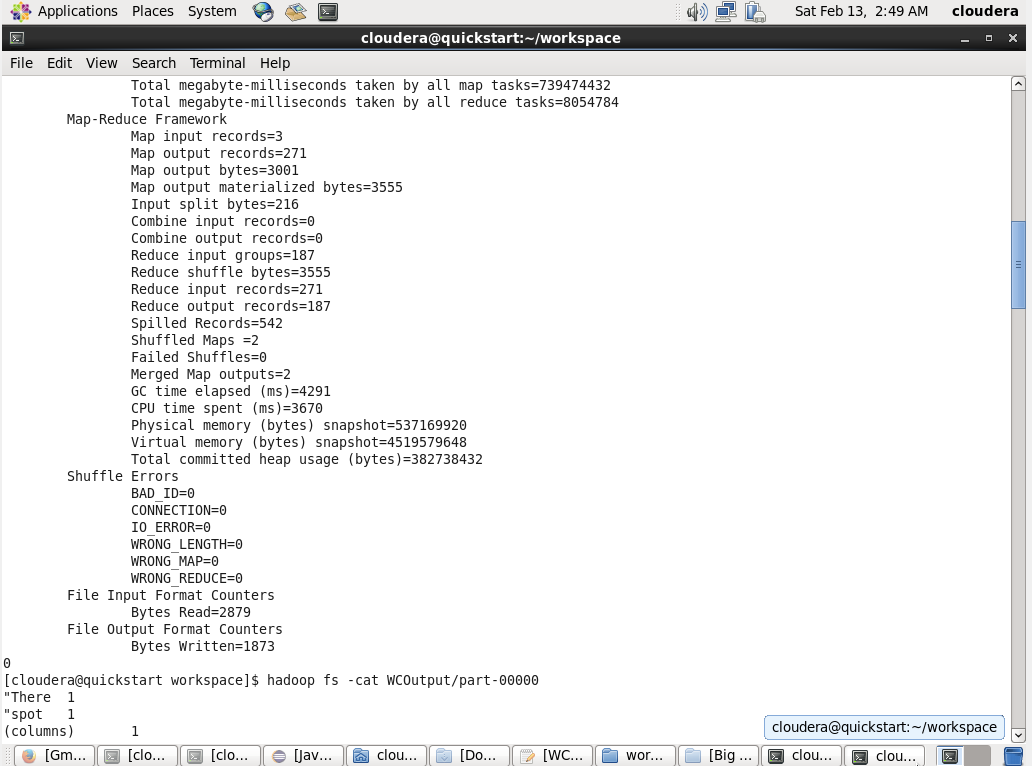 Applications Places System Sat Feb 13, 2:49 AM cloudera
cloudera@quickstart:~/workspace
File Edit View Search Terminal Help
Total megabyte-milliseconds taken by all map tasks=739474432
Total megabyte-milliseconds taken by all reduce tasks=8054784
Map-Reduce Framework
Map input records=3
Map output records=271
Map output bytes=3001
Map output materialized bytes=3555
Input split bytes=216
Combine input records=0
Combine output records=0
Reduce input groups=187
Reduce shuffle bytes=3555
Reduce input records=271
Reduce output records=187
Spilled Records=542
Shuffled Maps =2
Failed Shuffles=0
Merged Map outputs=2
GC time elapsed (ms)=4291
CPU time spent (ms)=3670
Physical memory (bytes) snapshot=537169920
Virtual memory (bytes) snapshot=4519579648
Total committed heap usage (bytes)=382738432
Shuffle Errors
BAD_ID=0
CONNECTION=0
IO_ERROR=0
WRONG_LENGTH=0
WRONG_MAP=0
WRONG_REDUCE=0
File Input Format Counters
Bytes Read=2879
File Output Format Counters
Bytes Written=1873
0
[cloudera@quickstart workspace]$ hadoop fs -cat WCOutput/part-00000
"There 1
"spot 1
(columns) 1
cloudera@quickstart:~/workspace
[Gm... [clo... [clo... [Jav... clou... [Do... [WC... wor... [Big ... clou... clou...